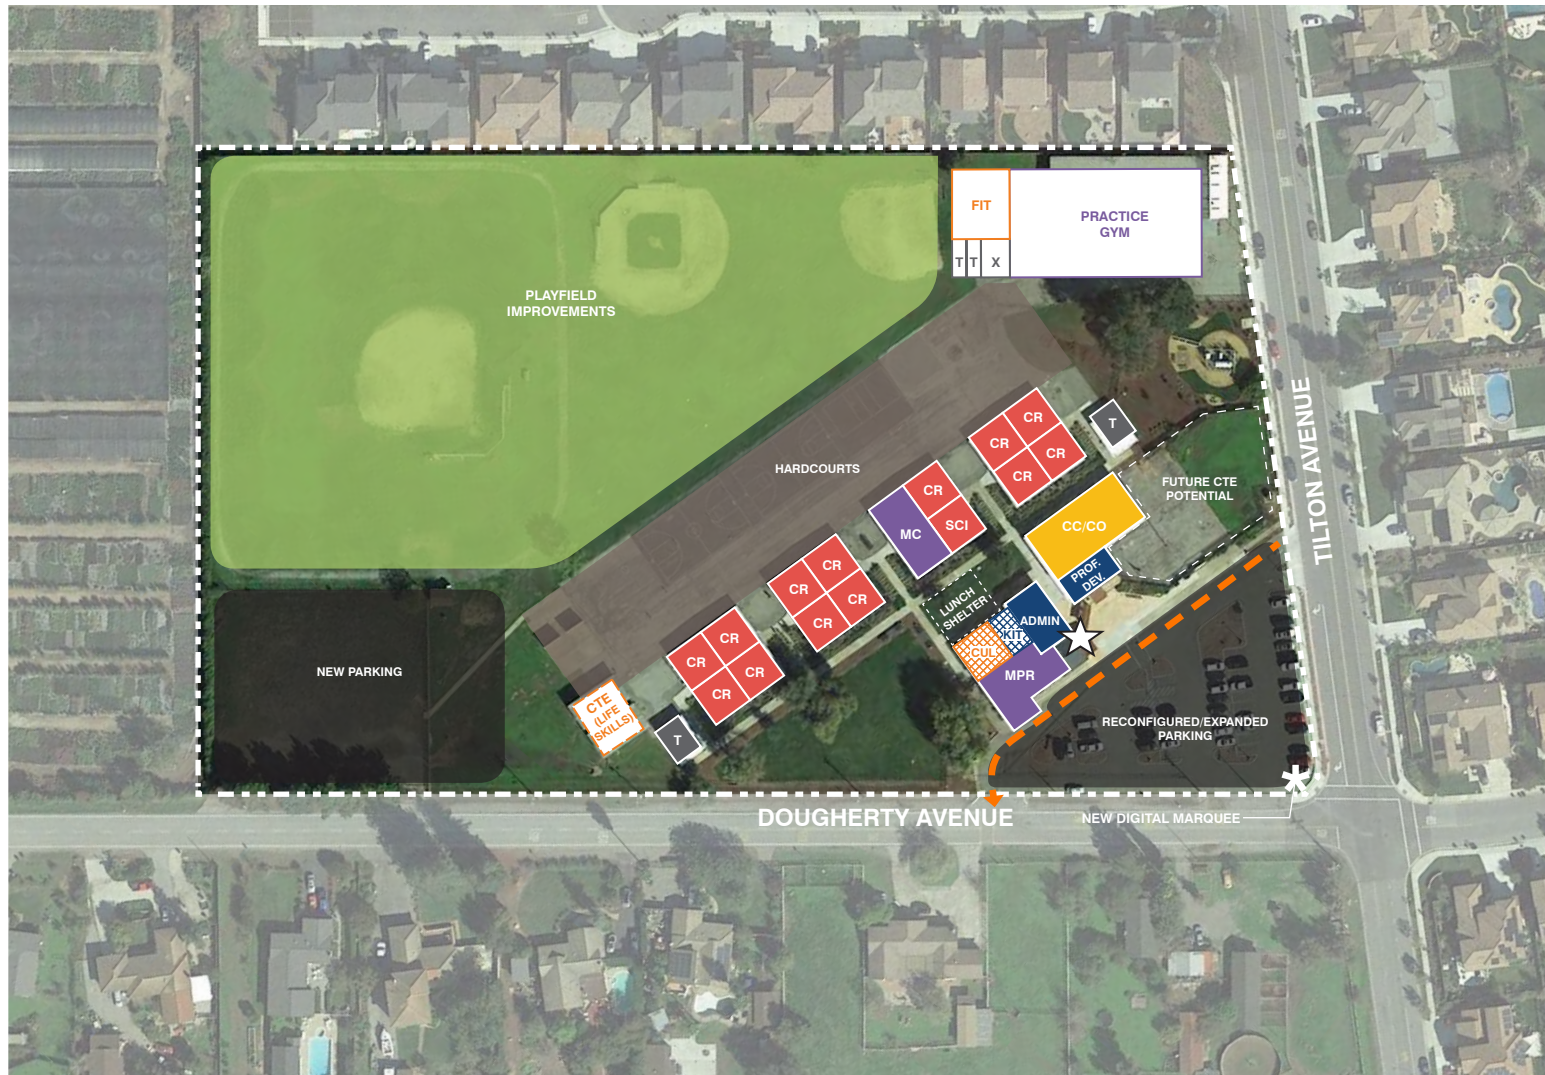 FIT
PRACTICE
GYM
T
T
X
PLAYFIELD
IMPROVEMENTS
TILTON AVENUE
HARDCOURTS
CR
CR
CR
CR
T
FUTURE CTE
POTENTIAL
CR
MC
SCI
CC/CO
PROF.
DEV.
CR
CR
CR
CR
LUNCH
SHELTER
ADMIN
KIT
CUL
MPR
CR
CR
CR
CR
NEW PARKING
CTE
(LIFE
SKILLS)
T
RECONFIGURED/EXPANDED
PARKING
DOUGHERTY AVENUE
NEW DIGITAL MARQUEE